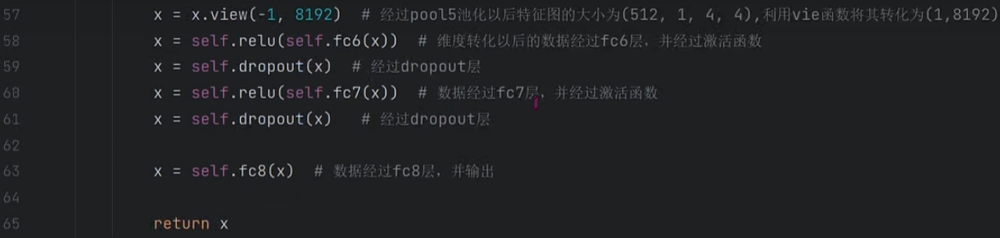 57 x = x.view(-1, 8192) # 经过pool5池化以后特征图的大小为(512, 1, 4, 4),利用vie函数将其转化为(1,8192)
58 x = self.relu(self.fc6(x)) # 维度转化以后的数据经过fc6层，并经过激活函数
59 x = self.dropout(x) # 经过dropout层
60 x = self.relu(self.fc7(x)) # 数据经过fc7层，并经过激活函数
61 x = self.dropout(x) # 经过dropout层
62
63 x = self.fc8(x) # 数据经过fc8层，并输出
64
65 return x